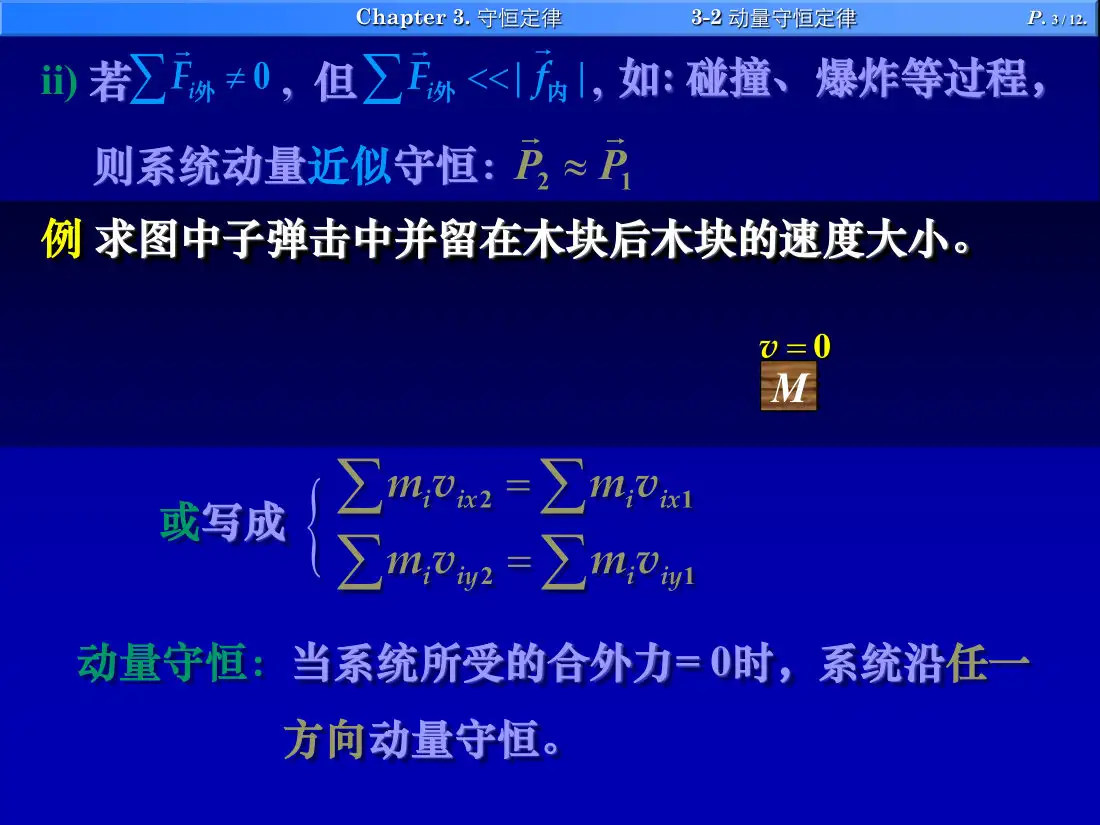 Chapter 3. 守恒定律 3-2 动量守恒定律 P. 3 / 12.
ii) 若 ∑F⃗i外 ≠ 0 ，但 ∑F⃗i外 << | f⃗内 | ，如：碰撞、爆炸等过程，
则系统动量近似守恒：P⃗₂ ≈ P⃗₁
例 求图中子弹击中并留在木块后木块的速度大小。
v = 0
M
∑mᵢvix2 = ∑mᵢvix1
或写成 {
∑mᵢviy2 = ∑mᵢviy1
动量守恒：当系统所受的合外力= 0时，系统沿任一
方向动量守恒。